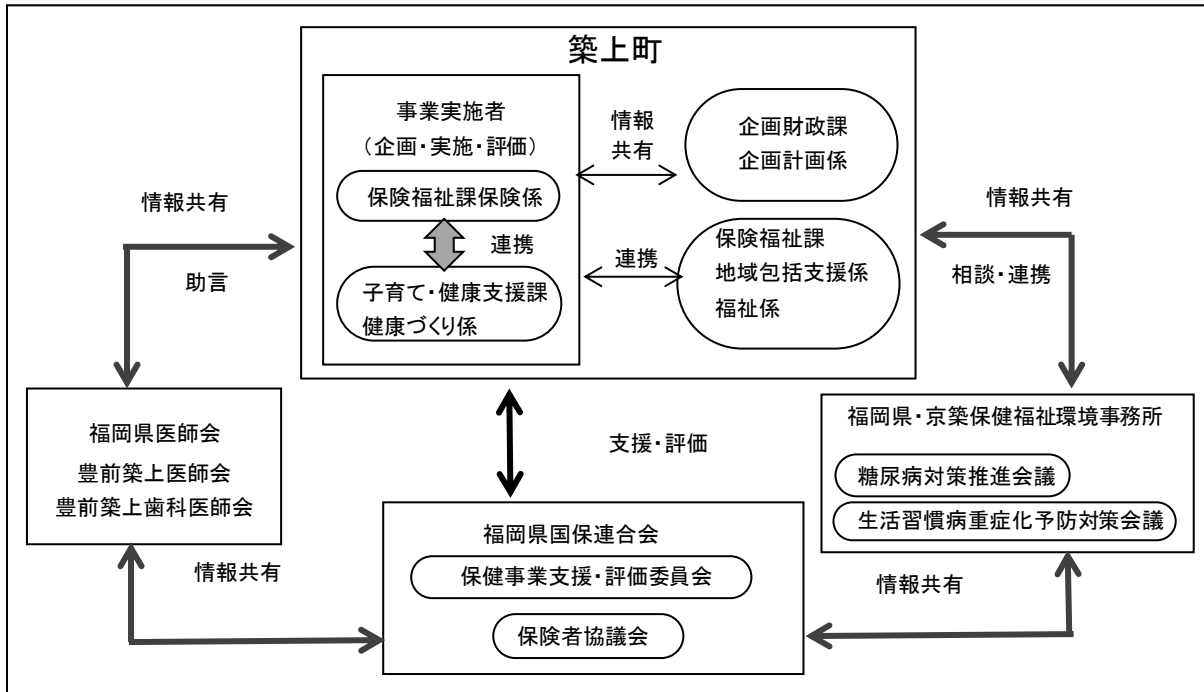 築上町
事業実施者
（企画・実施・評価）
保険福祉課保険係
連携
子育て・健康支援課
健康づくり係
情報
共有
連携
企画財政課
企画計画係
保険福祉課
地域包括支援係
福祉係
情報共有
助言
情報共有
相談・連携
福岡県医師会
豊前築上医師会
豊前築上歯科医師会
支援・評価
福岡県・京築保健福祉環境事務所
糖尿病対策推進会議
生活習慣病重症化予防対策会議
情報共有
福岡県国保連合会
保健事業支援・評価委員会
保険者協議会
情報共有